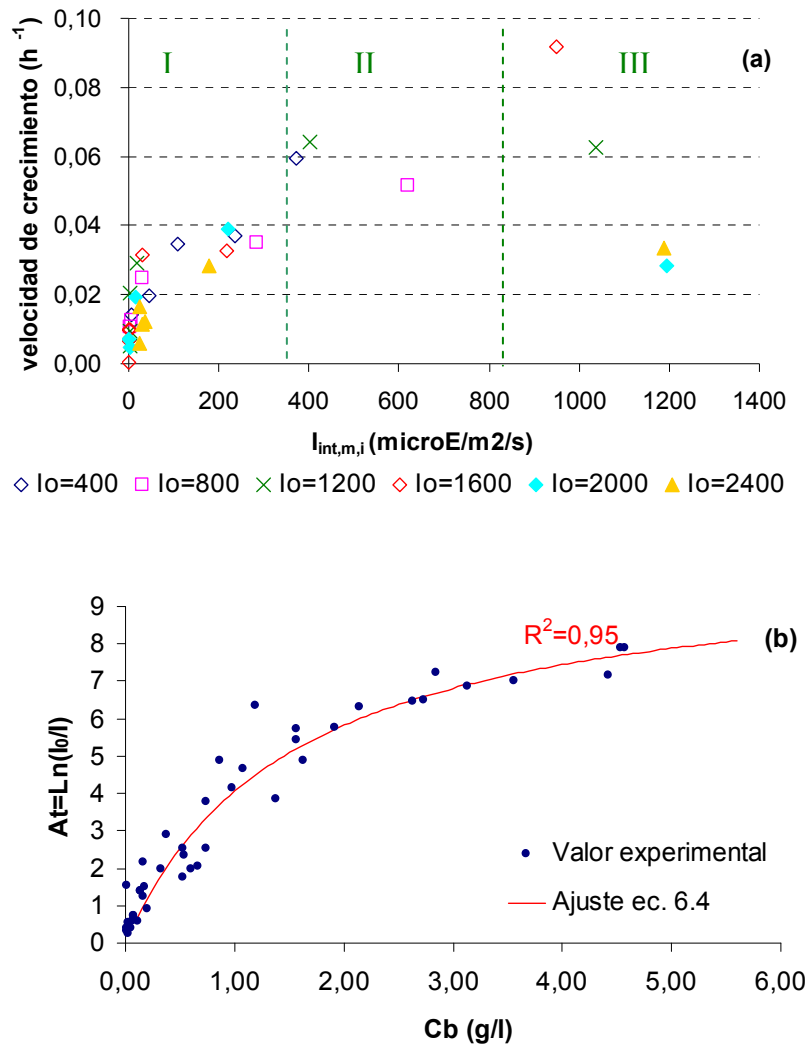 (a)
I II III
velocidad de crecimiento (h⁻¹)
0,10
0,08
0,06
0,04
0,02
0,00
0 200 400 600 800 1000 1200 1400
I int,m,i (microE/m2/s)
Io=400 Io=800 Io=1200 Io=1600 Io=2000 Io=2400
(b)
R²=0,95
At=Ln(I₀/I)
9
8
7
6
5
4
3
2
1
0
Valor experimental
Ajuste ec. 6.4
0,00 1,00 2,00 3,00 4,00 5,00 6,00
Cb (g/l)